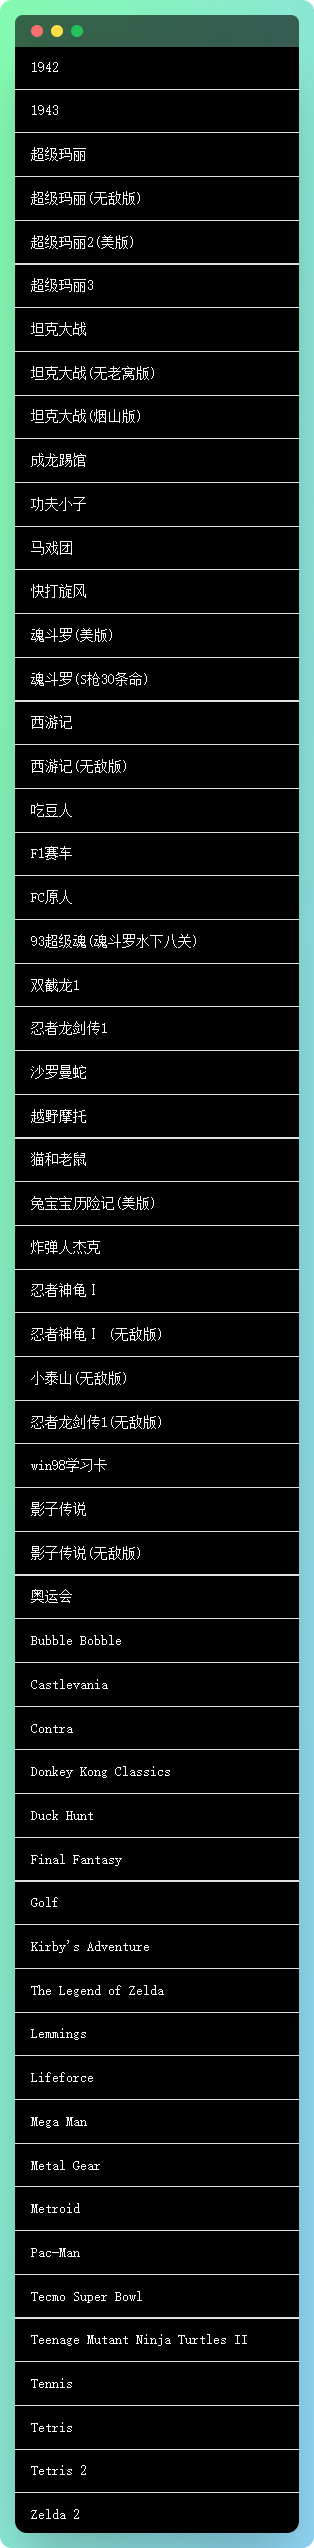 1942
1943
超级玛丽
超级玛丽(无敌版)
超级玛丽2(美版)
超级玛丽3
坦克大战
坦克大战(无老窝版)
坦克大战(烟山版)
成龙踢馆
功夫小子
马戏团
快打旋风
魂斗罗(美版)
魂斗罗(S枪30条命)
西游记
西游记(无敌版)
吃豆人
F1赛车
FC原人
93超级魂(魂斗罗水下八关)
双截龙1
忍者龙剑传1
沙罗曼蛇
越野摩托
猫和老鼠
兔宝宝历险记(美版)
炸弹人杰克
忍者神龟Ⅰ
忍者神龟Ⅰ (无敌版)
小泰山(无敌版)
忍者龙剑传1(无敌版)
win98学习卡
影子传说
影子传说(无敌版)
奥运会
Bubble Bobble
Castlevania
Contra
Donkey Kong Classics
Duck Hunt
Final Fantasy
Golf
Kirby's Adventure
The Legend of Zelda
Lemmings
Lifeforce
Mega Man
Metal Gear
Metroid
Pac-Man
Tecmo Super Bowl
Teenage Mutant Ninja Turtles II
Tennis
Tetris
Tetris 2
Zelda 2